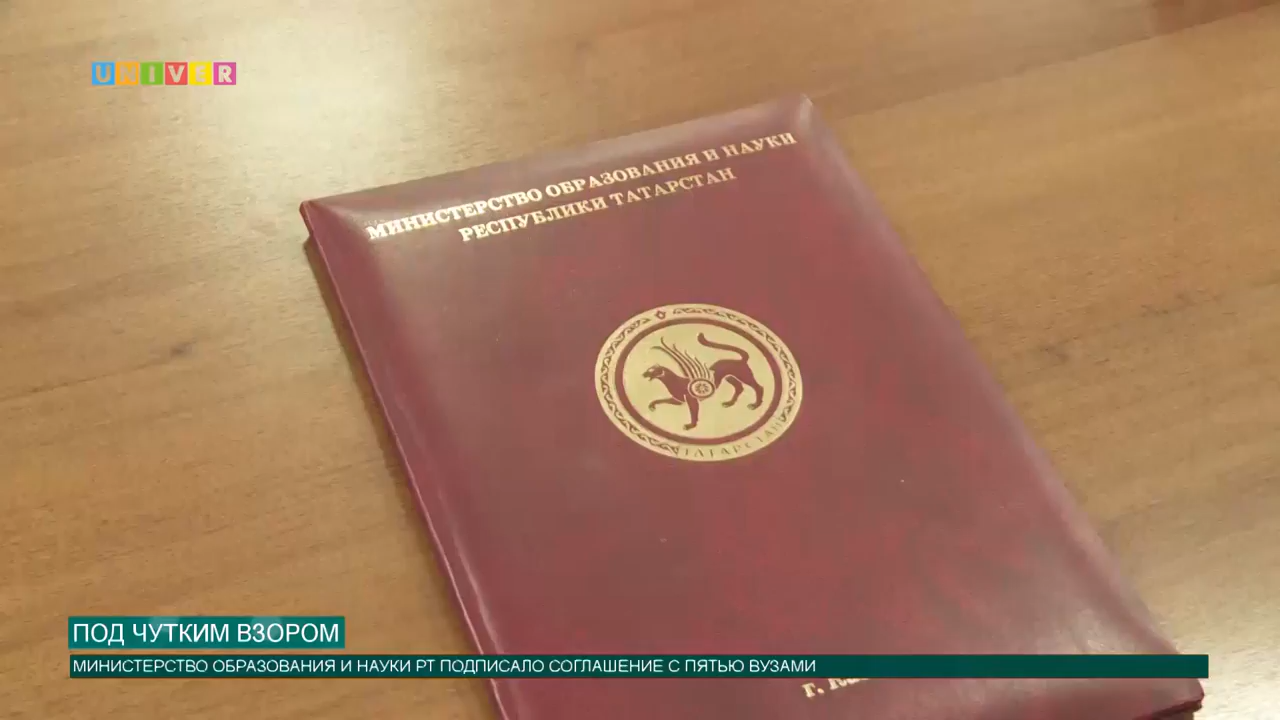 UNIVER
МИНИСТЕРСТВО ОБРАЗОВАНИЯ И НАУКИ
РЕСПУБЛИКИ ТАТАРСТАН
ТАТАРСТАН
ПОД ЧУТКИМ ВЗОРОМ
МИНИСТЕРСТВО ОБРАЗОВАНИЯ И НАУКИ РТ ПОДПИСАЛО СОГЛАШЕНИЕ С ПЯТЬЮ ВУЗАМИ
г.